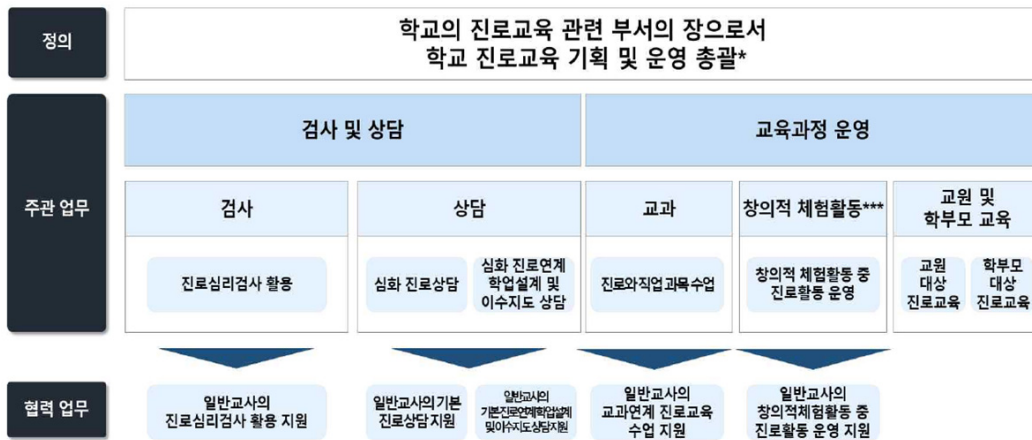 정의
학교의 진로교육 관련 부서의 장으로서
학교 진로교육 기획 및 운영 총괄*
주관 업무
검사 및 상담
교육과정 운영
검사
상담
교과
창의적 체험활동***
교원 및
학부모 교육
진로심리검사 활용
심화 진로상담
심화 진로연계
학업설계 및
이수지도 상담
진로와 직업 과목 수업
창의적 체험활동 중
진로활동 운영
교원
대상
진로교육
학부모
대상
진로교육
협력 업무
일반교사의
진로심리검사 활용 지원
일반교사의 기본
진로상담 지원
일반교사의
기본진로연계학업설계
및 이수지도 상담지원
일반교사의
교과연계 진로교육
수업 지원
일반교사의
창의적체험활동 중
진로활동 운영 지원